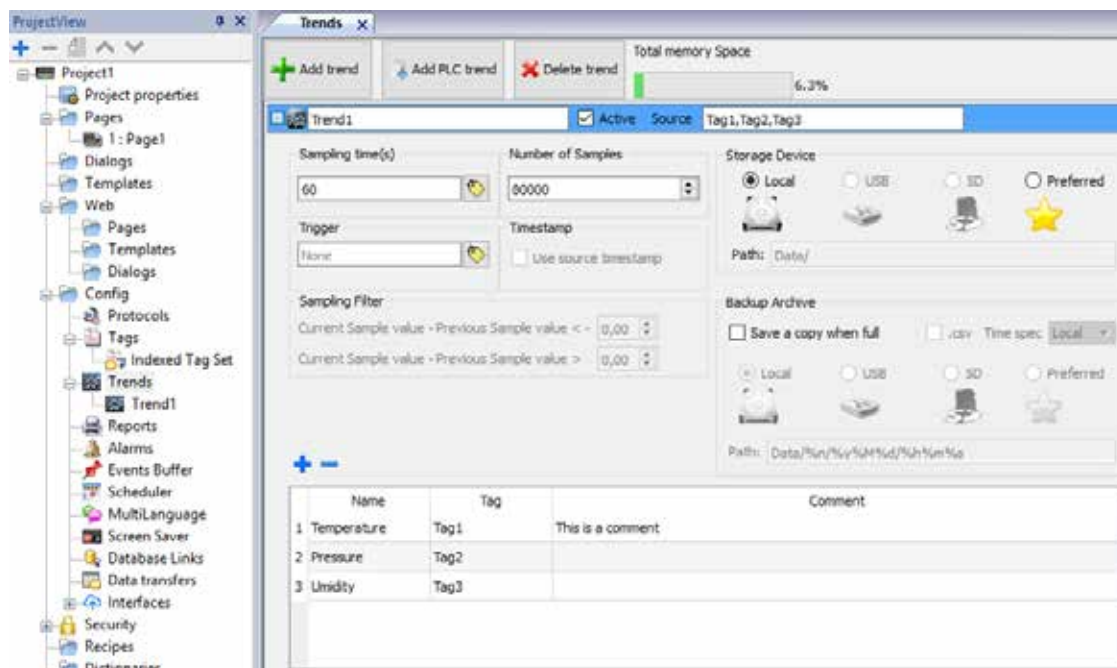 ProjectView
Project1
Project properties
Pages
1 : Page1
Dialogs
Templates
Web
Pages
Templates
Dialogs
Config
Protocols
Tags
Indexed Tag Set
Trends
Trend1
Reports
Alarms
Events Buffer
Scheduler
MultiLanguage
Screen Saver
Database Links
Data transfers
Interfaces
Security
Recipes
Dictionaries
Trends
Add trend
Add PLC trend
Delete trend
Total memory Space
6.3%
Trend1
Active
Source
Tag1,Tag2,Tag3
Sampling time(s)
60
Number of Samples
80000
Trigger
None
Timestamp
Use source timestamp
Sampling Filter
Current Sample value - Previous Sample value < - 0,00
Current Sample value - Previous Sample value > 0,00
Storage Device
Local USB SD Preferred
Path: Data/
Backup Archive
Save a copy when full .csv Time spec Local
Local USB SD Preferred
Path: Data/%n/%y%M%d/%h%m%s
Name Tag Comment
1 Temperature Tag1 This is a comment
2 Pressure Tag2
3 Umidity Tag3